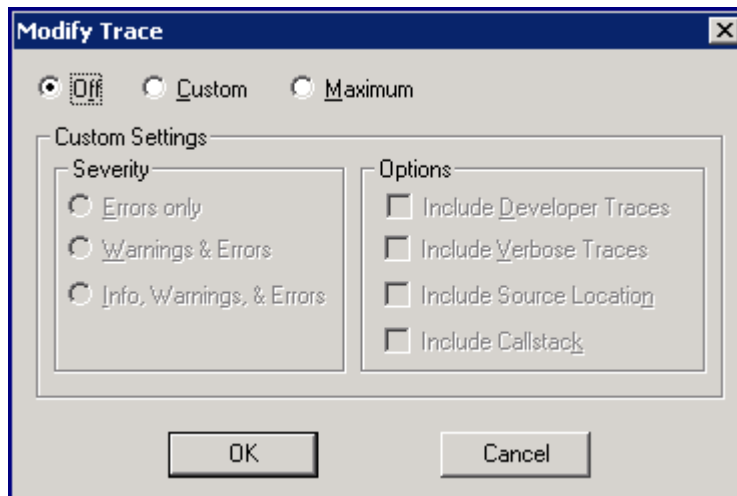 Modify Trace
Off Custom Maximum
Custom Settings
Severity
Errors only
Warnings & Errors
Info, Warnings, & Errors
Options
Include Developer Traces
Include Verbose Traces
Include Source Location
Include Callstack
OK Cancel